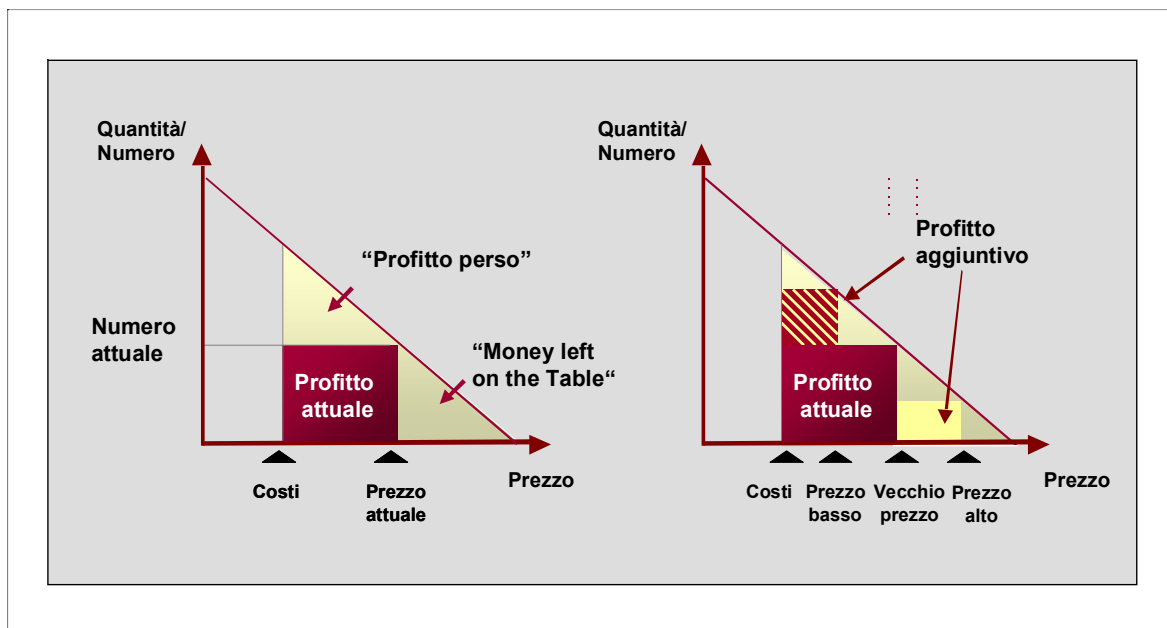 Quantità/
Numero
“Profitto perso”
Numero
attuale
“Money left
on the Table“
Profitto
attuale
Costi
Prezzo
attuale
Prezzo
Quantità/
Numero
Profitto
aggiuntivo
Profitto
attuale
Costi
Prezzo
basso
Vecchio
prezzo
Prezzo
alto
Prezzo